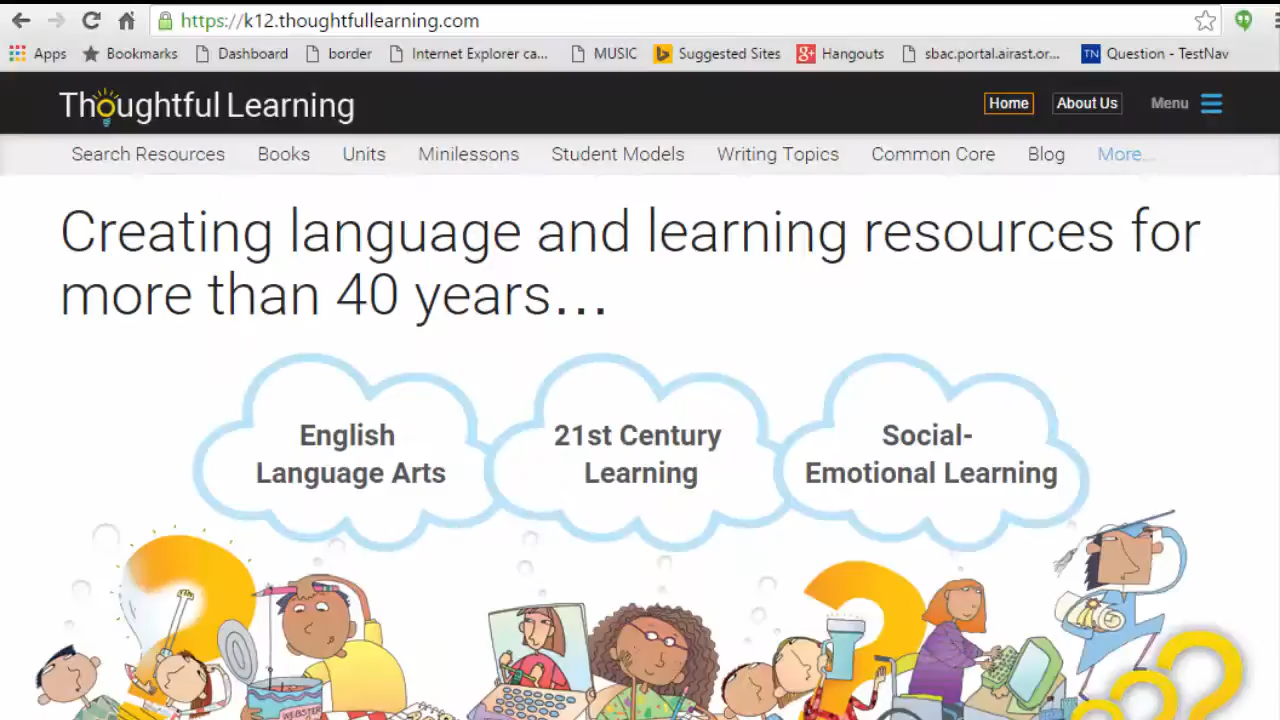 https://k12.thoughtfullearning.com
Apps Bookmarks Dashboard border Internet Explorer ca... MUSIC Suggested Sites g+ Hangouts sbac.portal.airast.or... TN Question - TestNav
Thoughtful Learning Home About Us Menu
Search Resources Books Units Minilessons Student Models Writing Topics Common Core Blog More...
Creating language and learning resources for
more than 40 years...
English
Language Arts
21st Century
Learning
Social-
Emotional Learning
WEBSTER